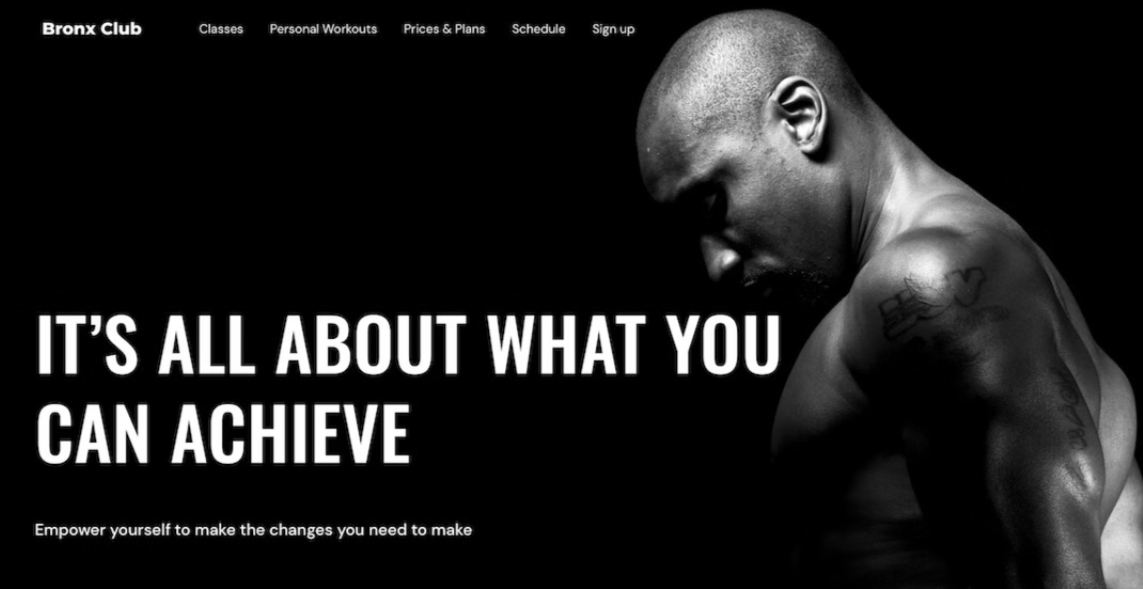 Bronx Club Classes Personal Workouts Prices & Plans Schedule Sign up
IT’S ALL ABOUT WHAT YOU
CAN ACHIEVE
Empower yourself to make the changes you need to make